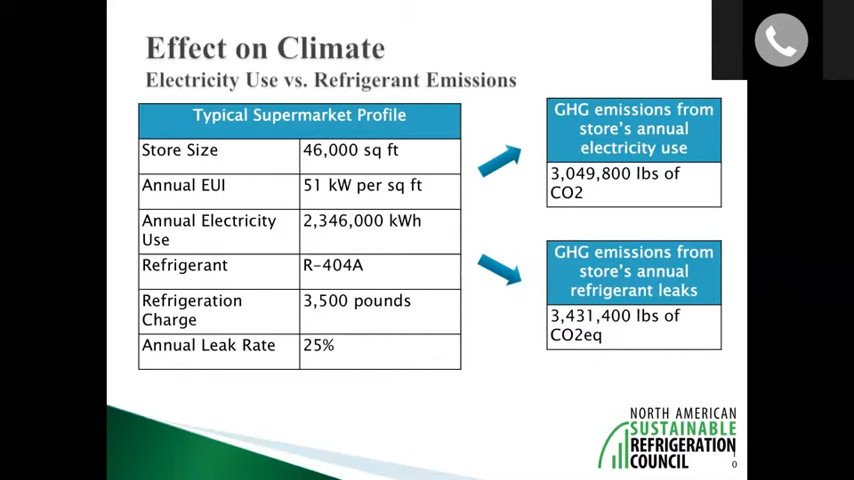 Effect on Climate
Electricity Use vs. Refrigerant Emissions
Typical Supermarket Profile
Store Size 46,000 sq ft
Annual EUI 51 kW per sq ft
Annual Electricity Use 2,346,000 kWh
Refrigerant R-404A
Refrigeration Charge 3,500 pounds
Annual Leak Rate 25%
GHG emissions from
store's annual
electricity use
3,049,800 lbs of
CO2
GHG emissions from
store's annual
refrigerant leaks
3,431,400 lbs of
CO2eq
NORTH AMERICAN
SUSTAINABLE
REFRIGERATION
COUNCIL
1
0